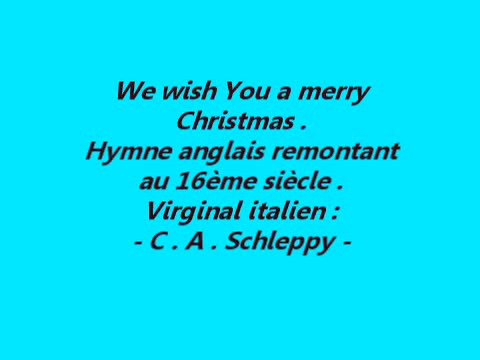 We wish You a merry
Christmas .
Hymne anglais remontant
au 16ème siècle .
Virginal italien :
- C . A . Schleppy -